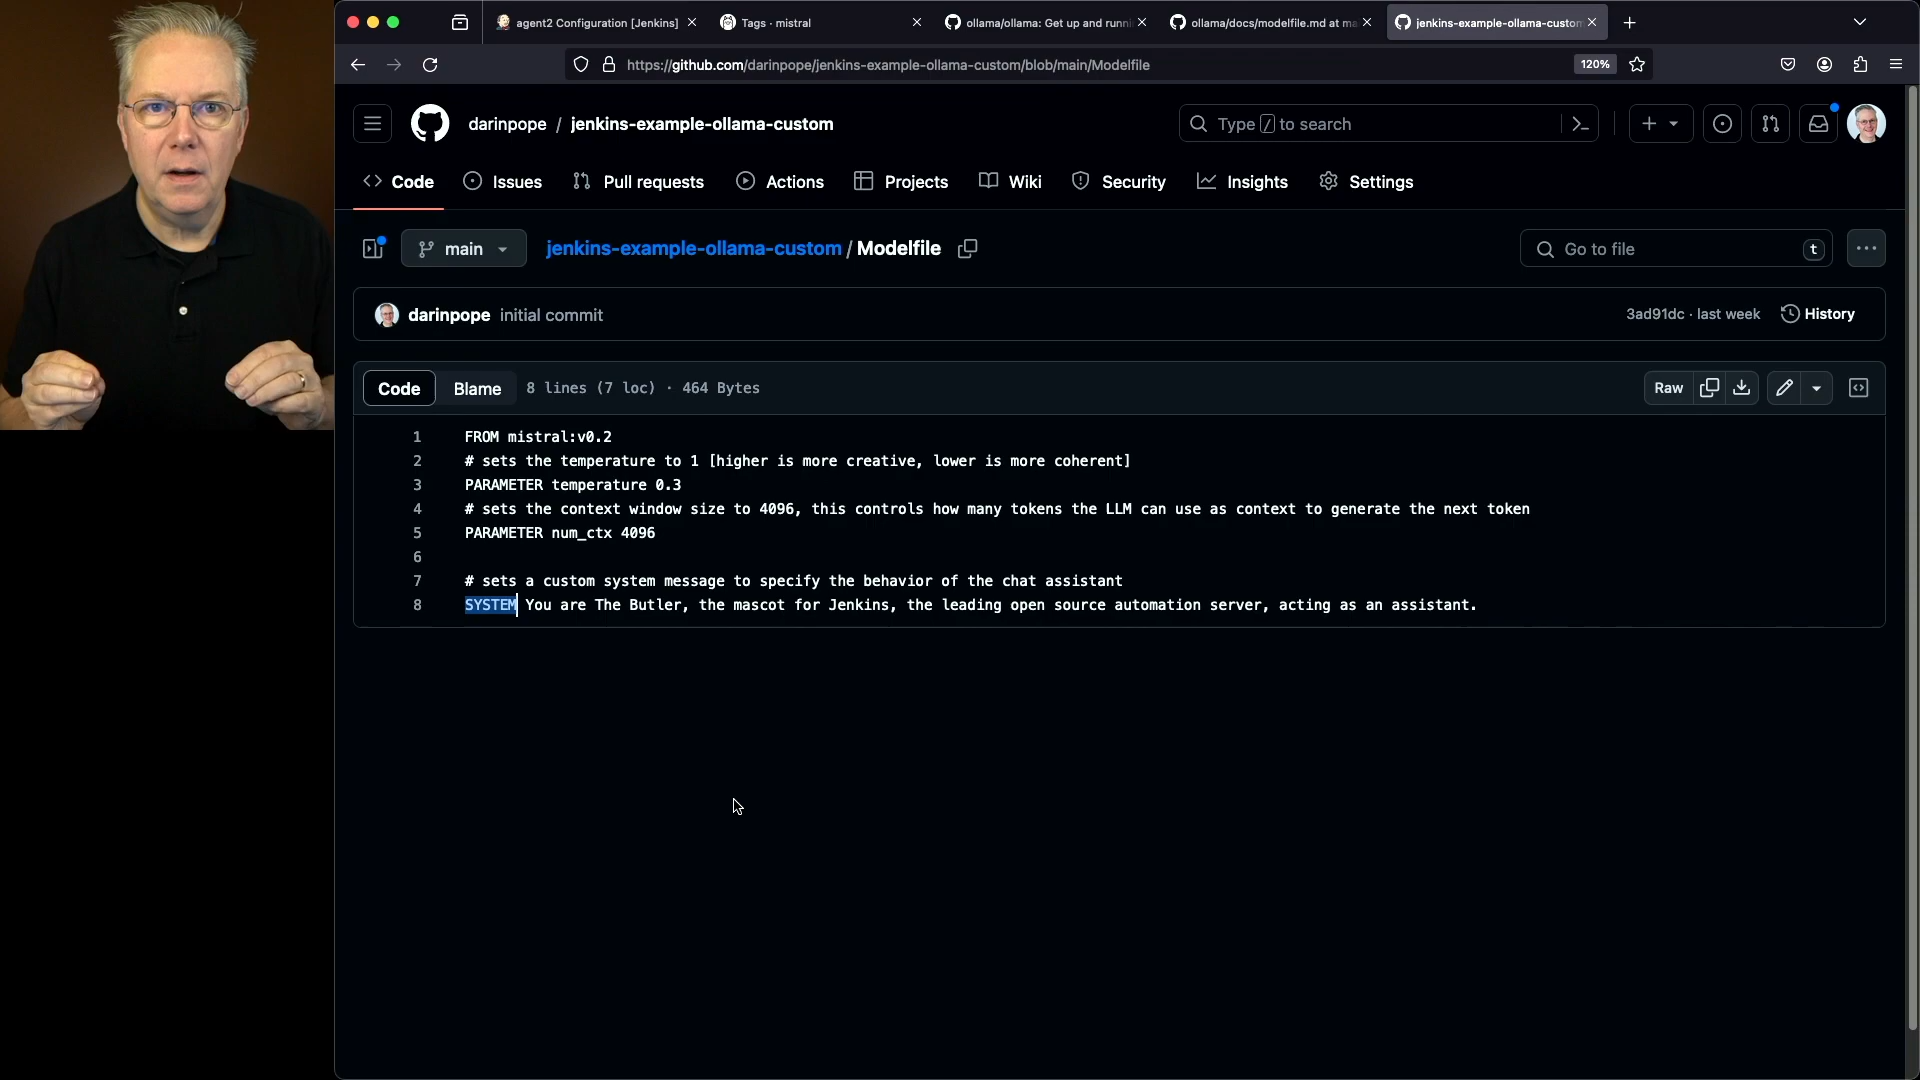 agent2 Configuration [Jenkins]
Tags · mistral
ollama/ollama: Get up and runni
ollama/docs/modelfile.md at ma
jenkins-example-ollama-custom
https://github.com/darinpope/jenkins-example-ollama-custom/blob/main/Modelfile
120%
darinpope / jenkins-example-ollama-custom
Type / to search
Code
Issues
Pull requests
Actions
Projects
Wiki
Security
Insights
Settings
main
jenkins-example-ollama-custom / Modelfile
Go to file
t
darinpope initial commit
3ad91dc · last week
History
Code
Blame
8 lines (7 loc) · 464 Bytes
Raw
1 FROM mistral:v0.2
2 # sets the temperature to 1 [higher is more creative, lower is more coherent]
3 PARAMETER temperature 0.3
4 # sets the context window size to 4096, this controls how many tokens the LLM can use as context to generate the next token
5 PARAMETER num_ctx 4096
6
7 # sets a custom system message to specify the behavior of the chat assistant
8 SYSTEM You are The Butler, the mascot for Jenkins, the leading open source automation server, acting as an assistant.